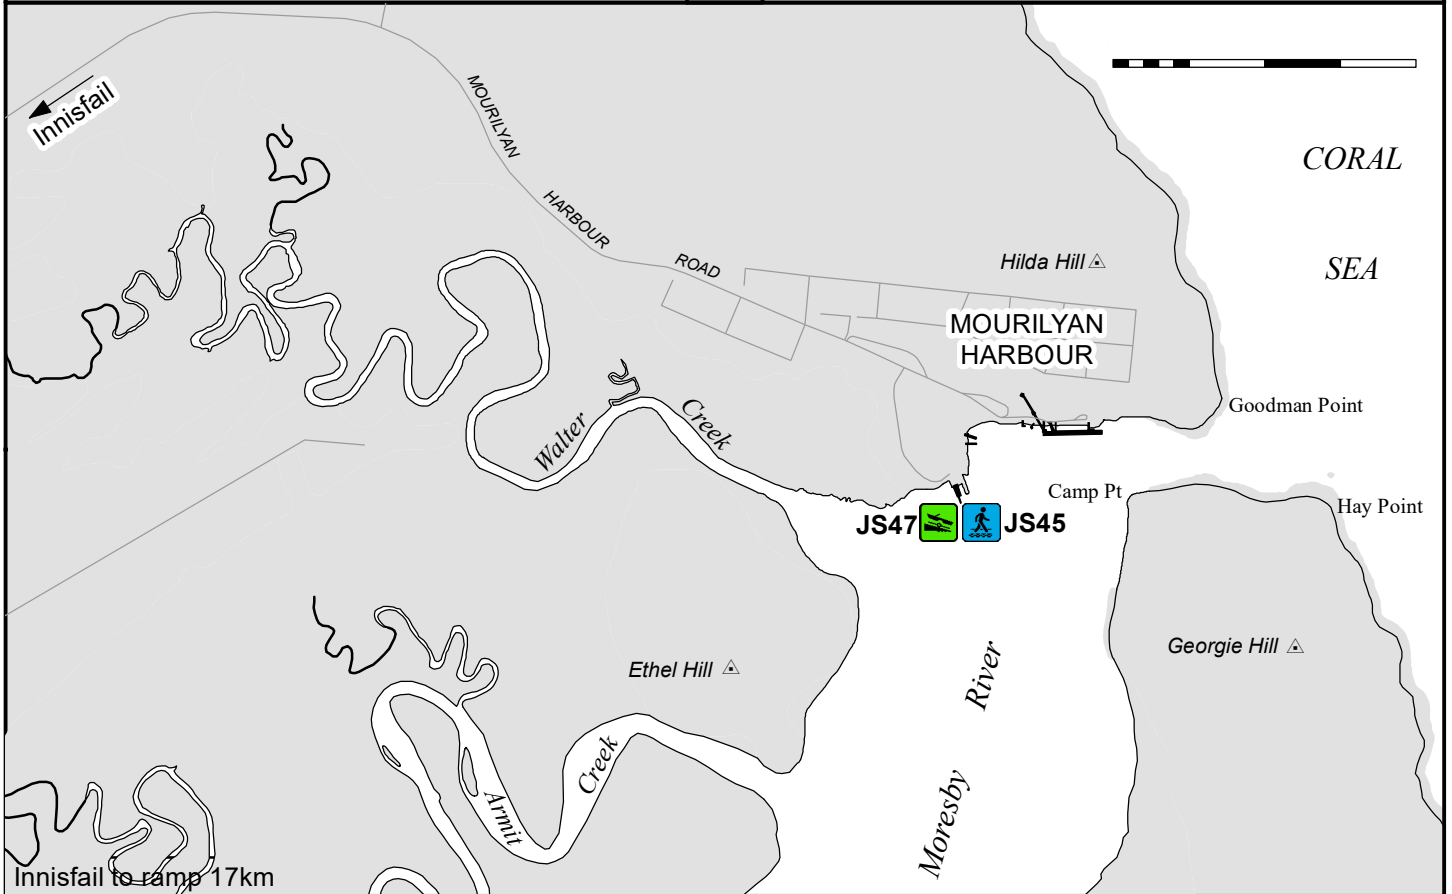 Innisfail
MOURILYAN
HARBOUR
ROAD
CORAL
SEA
Hilda Hill
MOURILYAN
HARBOUR
Goodman Point
Walter
Creek
Camp Pt
Hay Point
JS47
JS45
Georgie Hill
Ethel Hill
River
Moresby
Creek
Armit
Innisfail to ramp 17km